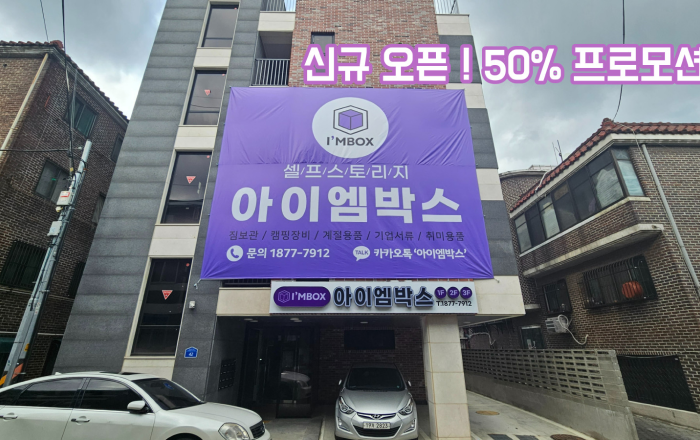 신규 오픈 ! 50% 프로모션
I'MBOX
셀/프/스/토/리/지
아이엠박스
짐보관 / 캠핑장비 / 계절용품 / 기업서류 / 취미용품
문의 1877-7912
TALK 카카오톡 '아이엠박스'
I'MBOX 아이엠박스 1F 2F 3F
T.1877-7912
42